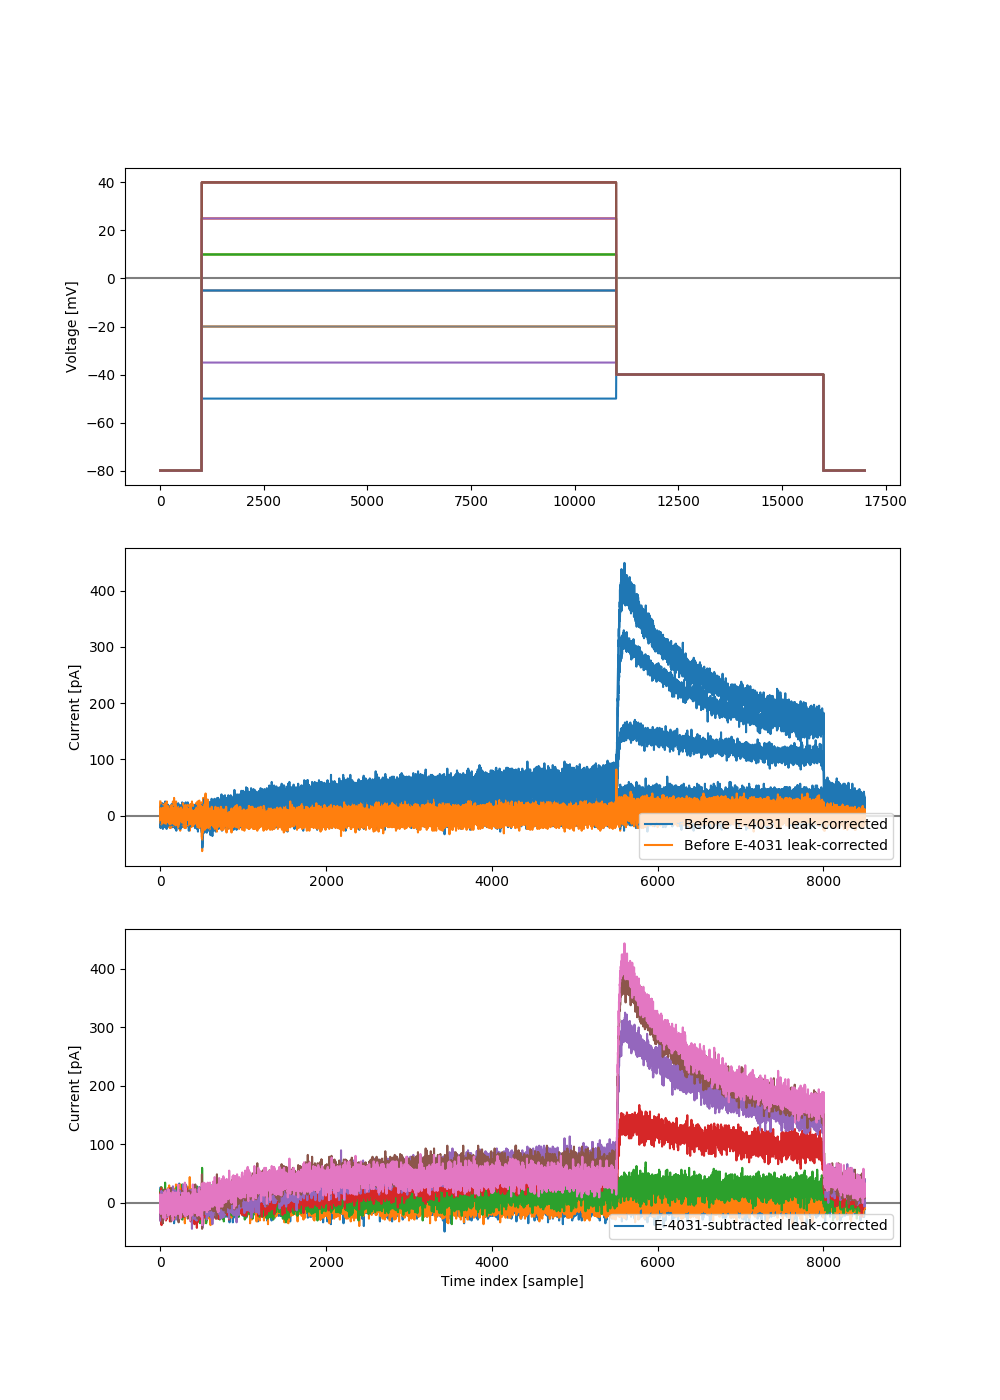 40
20
0
−20
−40
−60
−80
Voltage [mV]
0 2500 5000 7500 10000 12500 15000 17500
400
300
200
100
0
Current [pA]
Before E-4031 leak-corrected
Before E-4031 leak-corrected
0 2000 4000 6000 8000
400
300
200
100
0
Current [pA]
E-4031-subtracted leak-corrected
0 2000 4000 6000 8000
Time index [sample]